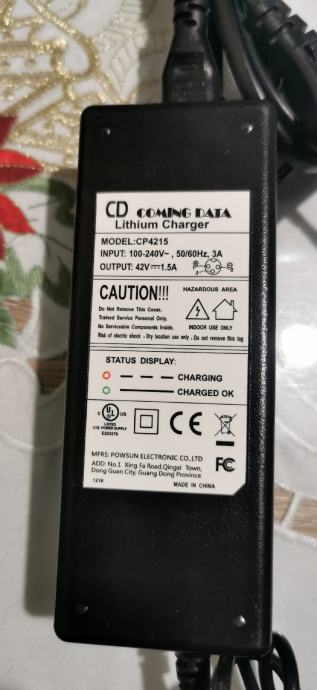 CD COMING DATA
Lithium Charger
MODEL:CP4215
INPUT: 100-240V~ , 50/60Hz, 3A
OUTPUT: 42V⎓1.5A
CAUTION!!!
Do Not Remove This Cover.
Trained Service Personal Only.
No Serviceable Components Inside.
HAZARDOUS AREA
INDOOR USE ONLY
Risk of electric shock . Dry location use only . Do not remove this tag
STATUS DISPLAY:
CHARGING
CHARGED OK
C UL US
LISTED
I.T.E. POWER SUPPLY
CE
MFRS: POWSUN ELECTRONIC CO.,LTD
ADD: No.1 Xing Fa Road,Qingxi Town,
Dong Guan City, Guang Dong Province
FC
1218
MADE IN CHINA